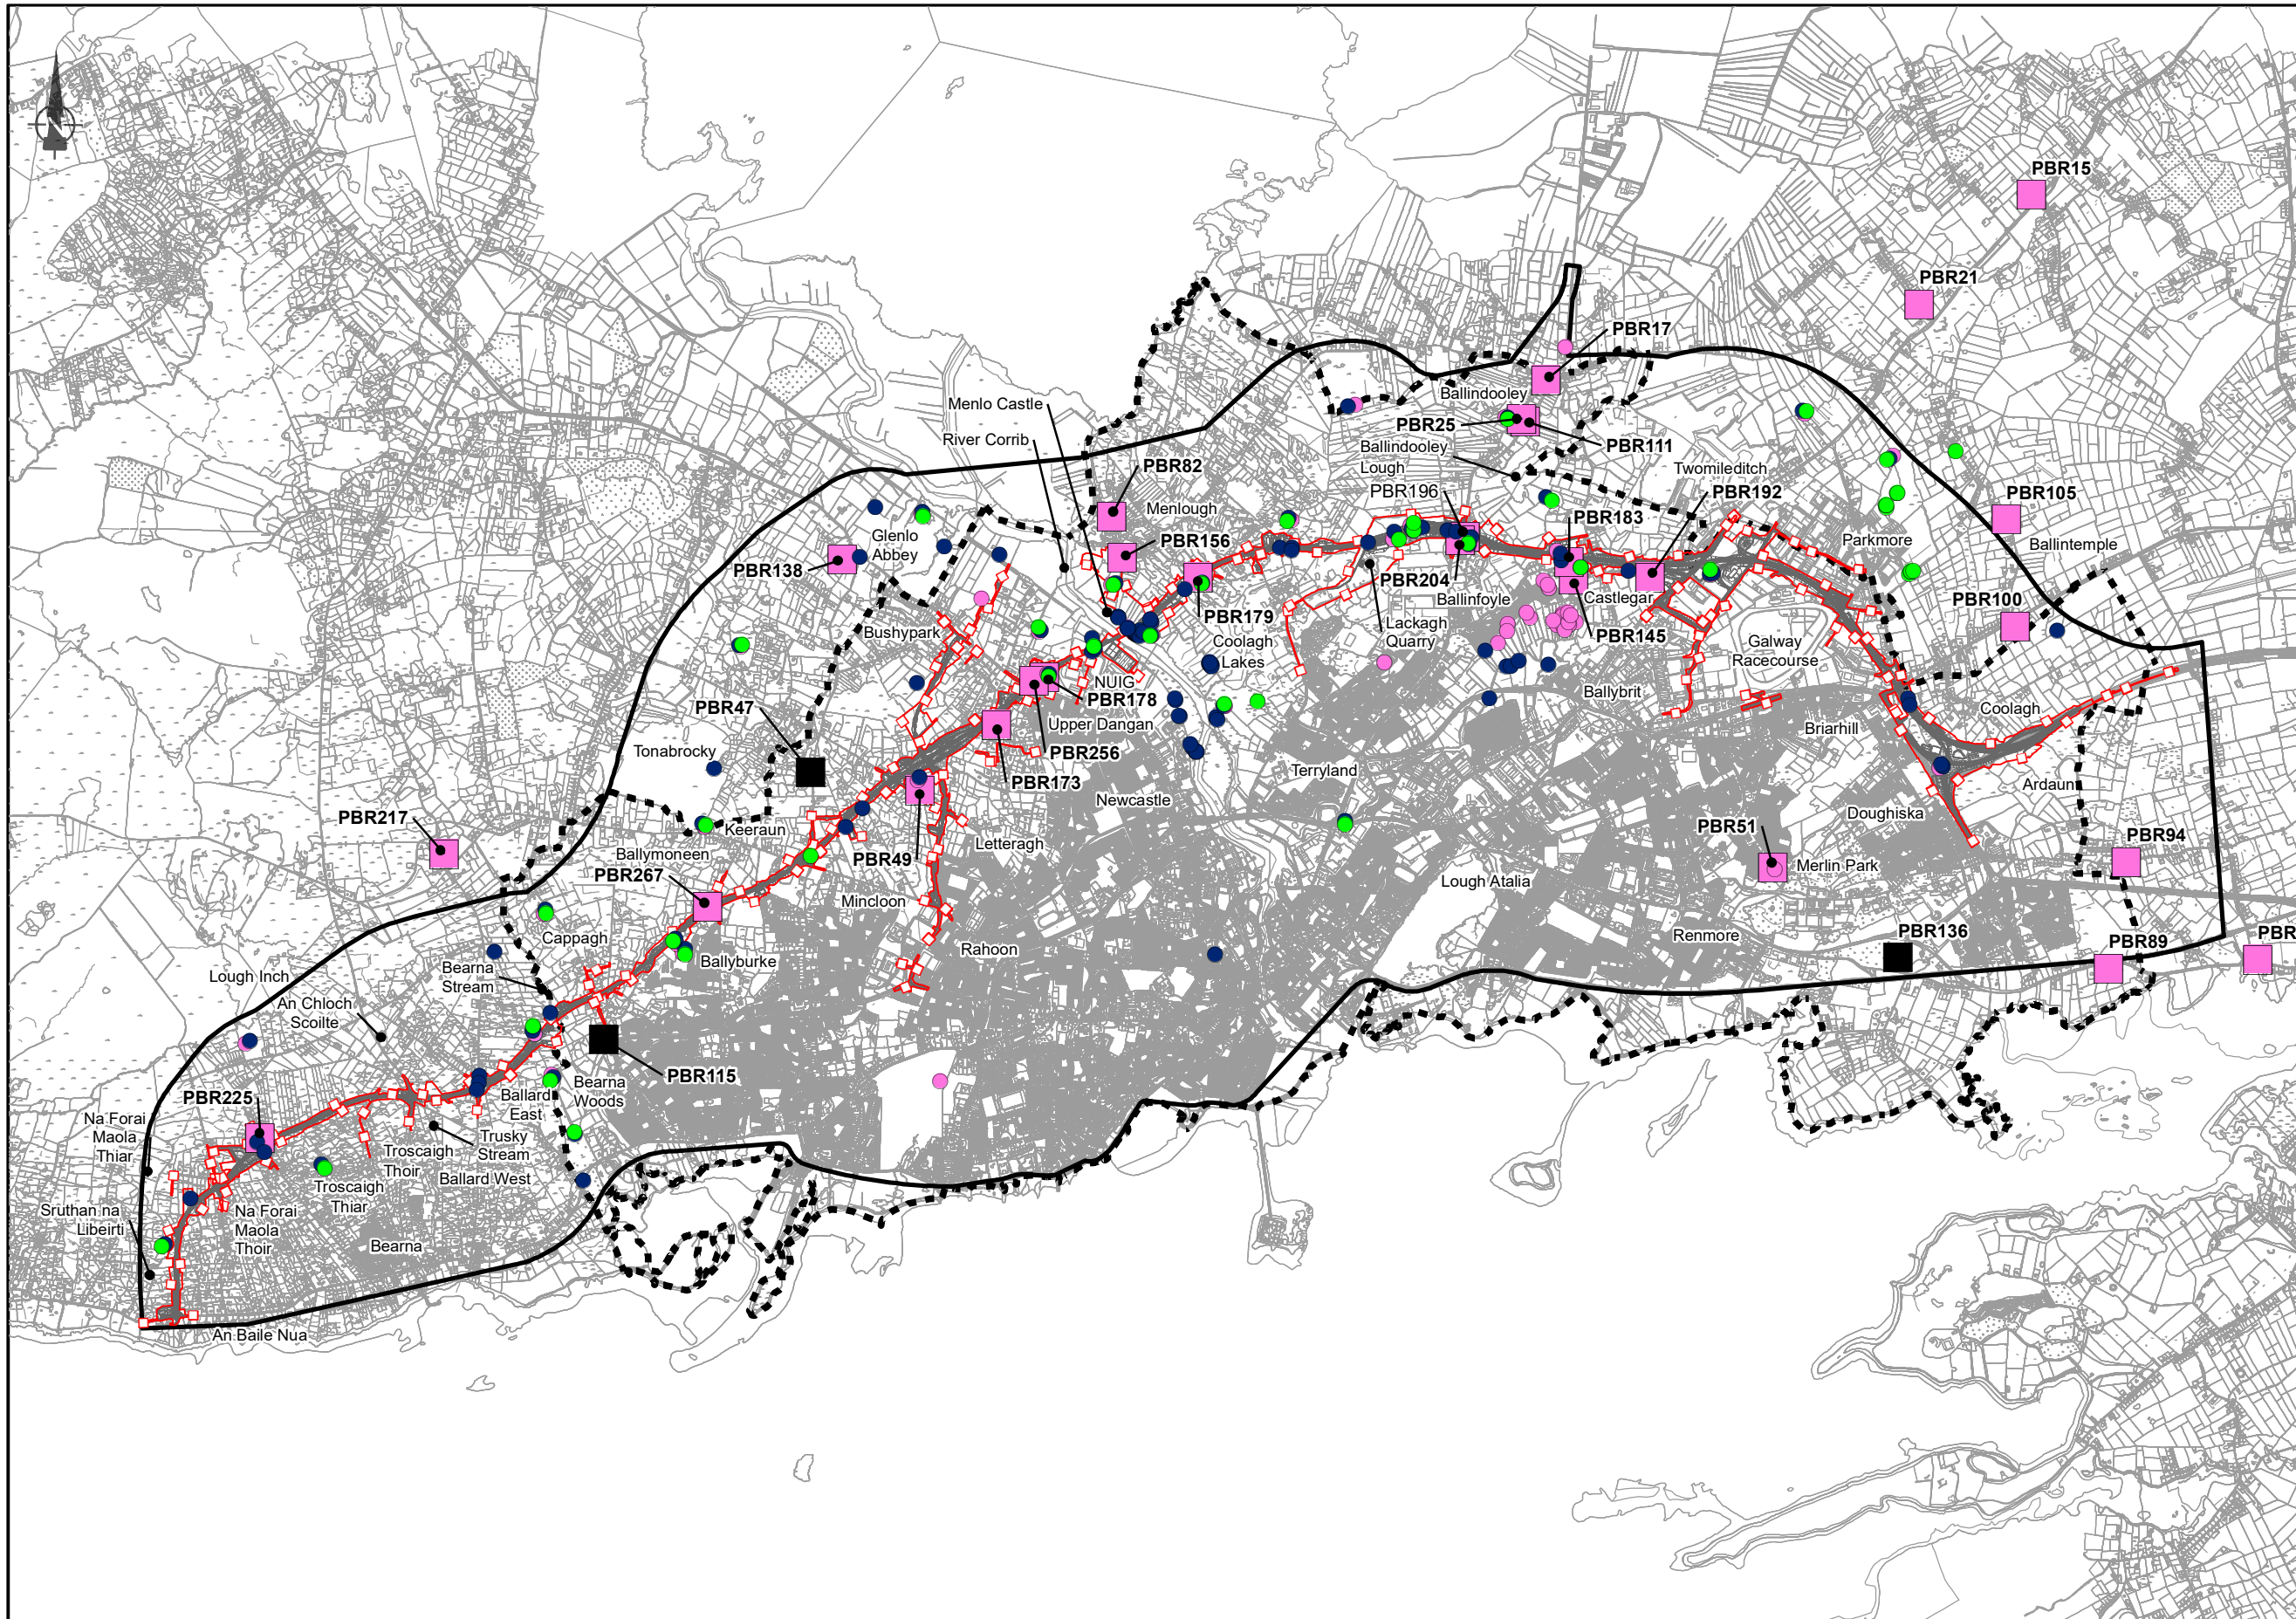 N
PBR15
PBR21
PBR17
Ballindooley
Menlo Castle
River Corrib
PBR25
PBR111
Ballindooley
Lough
Twomileditch
PBR82
PBR196
PBR192
PBR105
Menlough
PBR183
Glenlo
Abbey
PBR156
Parkmore
Ballintemple
PBR138
PBR204
Ballinfoyle
Castlegar
PBR100
PBR179
Lackagh
Quarry
PBR145
Bushypark
Coolagh
Lakes
Galway
Racecourse
NUIG
PBR178
Ballybrit
PBR47
Upper Dangan
Coolagh
Briarhill
Tonabrocky
PBR256
PBR173
Terryland
Ardaun
Newcastle
PBR217
Keeraun
Doughiska
PBR51
PBR94
Ballymoneen
PBR49
Letteragh
Merlin Park
PBR267
Lough Atalia
Mincloon
Cappagh
Renmore
PBR136
PBR89
PBR
Rahoon
Ballyburke
Lough Inch
Bearna
Stream
An Chloch
Scoilte
PBR115
Bearna
Woods
PBR225
Ballard
East
Na Forai
Maola
Thiar
Trusky
Stream
Troscaigh
Thoir
Ballard West
Troscaigh
Thiar
Sruthan na
Libeirti
Na Forai
Maola
Thoir
Bearna
An Baile Nua